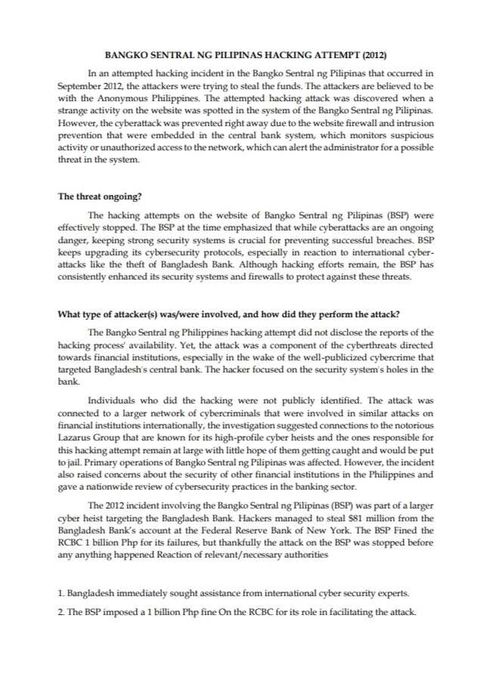 BANGKO SENTRAL NG PILIPINAS HACKING ATTEMPT (2012)
In an attempted hacking incident in the Bangko Sentral ng Pilipinas that occurred in
September 2012, the attackers were trying to steal the funds. The attackers are believed to be
with the Anonymous Philippines. The attempted hacking attack was discovered when a
strange activity on the website was spotted in the system of the Bangko Sentral ng Pilipinas.
However, the cyberattack was prevented right away due to the website firewall and intrusion
prevention that were embedded in the central bank system, which monitors suspicious
activity or unauthorized access to the network, which can alert the administrator for a possible
threat in the system.
The threat ongoing?
The hacking attempts on the website of Bangko Sentral ng Pilipinas (BSP) were
effectively stopped. The BSP at the time emphasized that while cyberattacks are an ongoing
danger, keeping strong security systems is crucial for preventing successful breaches. BSP
keeps upgrading its cybersecurity protocols, especially in reaction to international cyber-
attacks like the theft of Bangladesh Bank. Although hacking efforts remain, the BSP has
consistently enhanced its security systems and firewalls to protect against these threats.
What type of attacker(s) was/were involved, and how did they perform the attack?
The Bangko Sentral ng Philippines hacking attempt did not disclose the reports of the
hacking process' availability. Yet, the attack was a component of the cyberthreats directed
towards financial institutions, especially in the wake of the well-publicized cybercrime that
targeted Bangladesh's central bank. The hacker focused on the security system's holes in the
bank.
Individuals who did the hacking were not publicly identified. The attack was
connected to a larger network of cybercriminals that were involved in similar attacks on
financial institutions internationally, the investigation suggested connections to the notorious
Lazarus Group that are known for its high-profile cyber heists and the ones responsible for
this hacking attempt remain at large with little hope of them getting caught and would be put
to jail. Primary operations of Bangko Sentral ng Pilipinas was affected. However, the incident
also raised concerns about the security of other financial institutions in the Philippines and
gave a nationwide review of cybersecurity practices in the banking sector.
The 2012 incident involving the Bangko Sentral ng Pilipinas (BSP) was part of a larger
cyber heist targeting the Bangladesh Bank. Hackers managed to steal $81 million from the
Bangladesh Bank's account at the Federal Reserve Bank of New York. The BSP Fined the
RCBC 1 billion Php for its failures, but thankfully the attack on the BSP was stopped before
any anything happened Reaction of relevant/necessary authorities
1. Bangladesh immediately sought assistance from international cyber security experts.
2. The BSP imposed a 1 billion Php fine On the RCBC for its role in facilitating the attack.